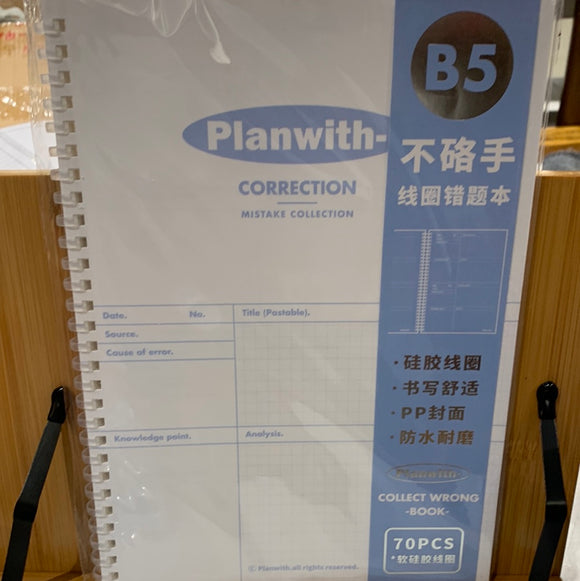 B5
Planwith-
不硌手
CORRECTION
线圈错题本
MISTAKE COLLECTION
Date.
No.
Title (Pastable).
Source.
Cause of error.
·硅胶线圈
·书写舒适
·PP封面
·防水耐磨
Knowledge point.
Analysis.
Planwith-
COLLECT WRONG
-BOOK-
70PCS
*软硅胶线圈
© Planwith.all rights reserved.